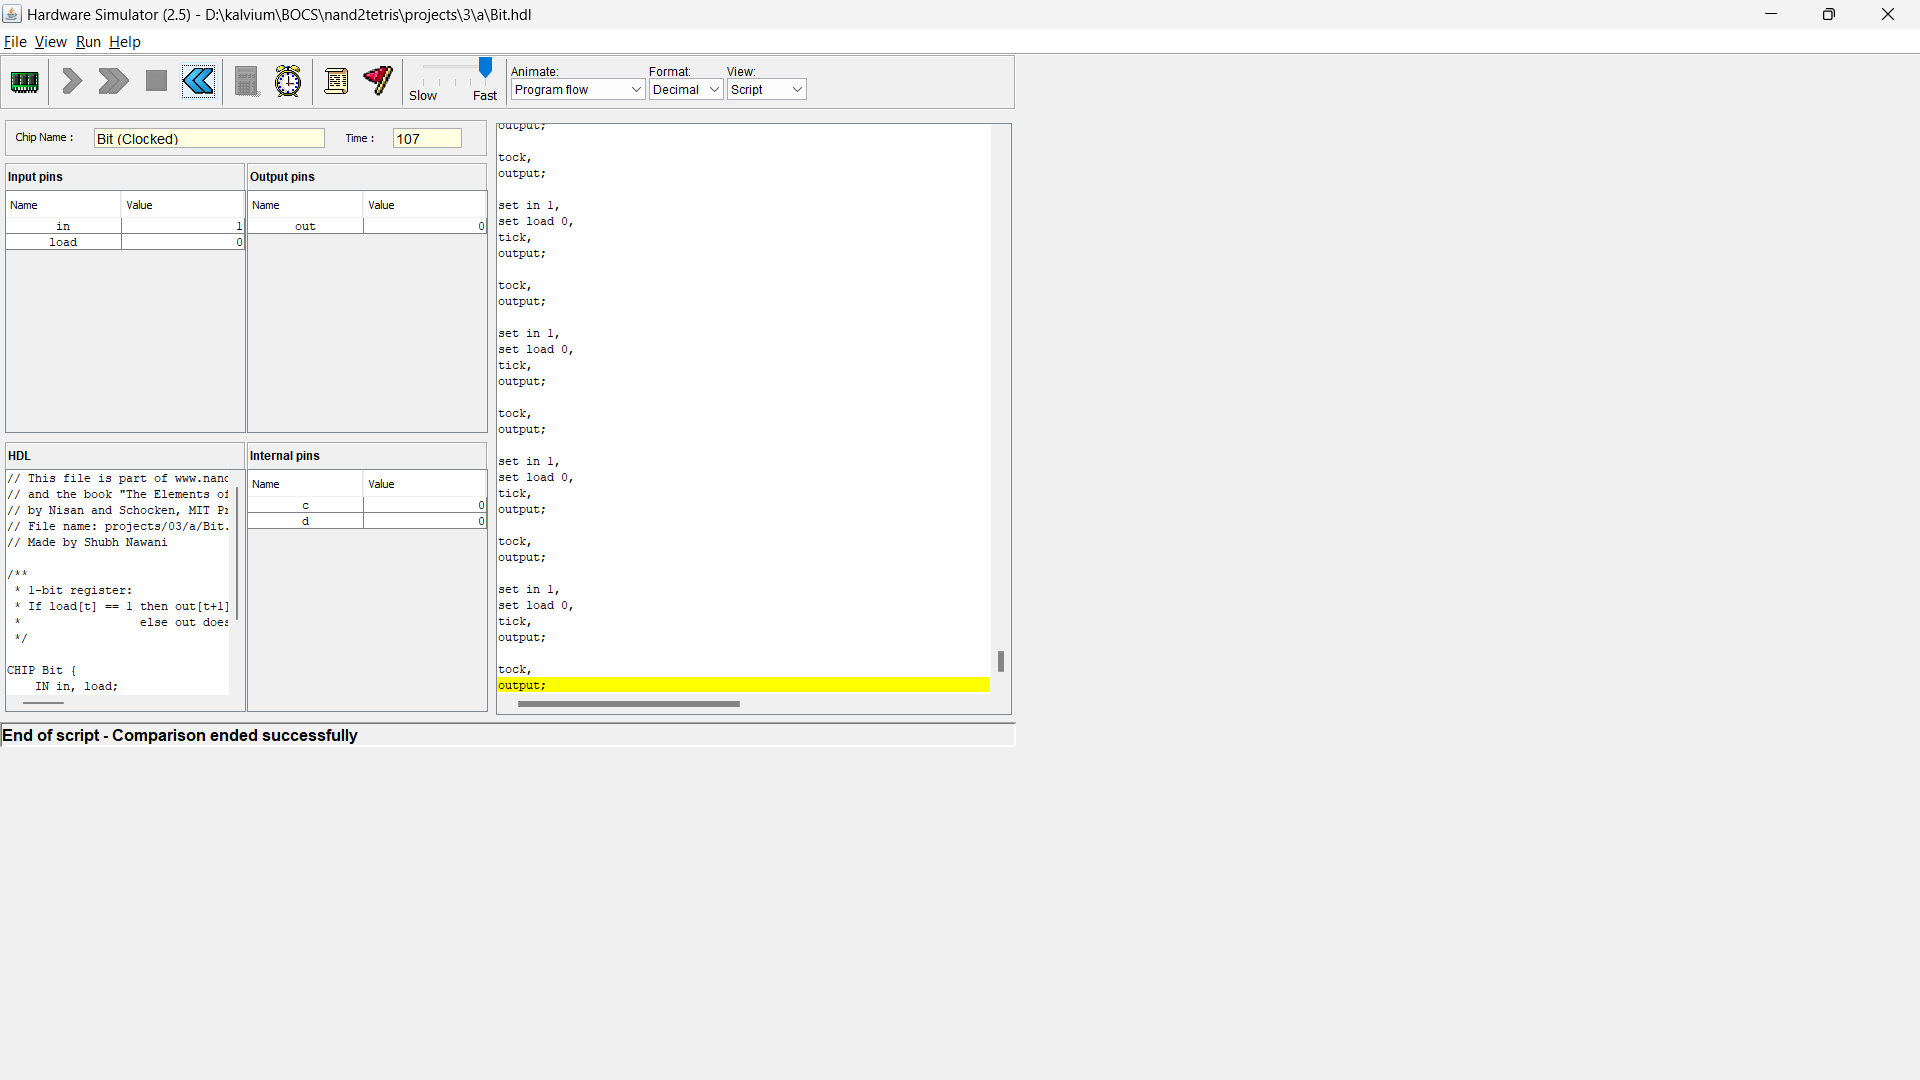 Hardware Simulator (2.5) - D:\kalvium\BOCS\nand2tetris\projects\3\a\Bit.hdl
File View Run Help
Slow Fast
Animate: Format: View:
Program flow Decimal Script
Chip Name : Bit (Clocked) Time : 107
Input pins
Name Value
in 1
load 0
Output pins
Name Value
out 0
HDL
// This file is part of www.nand
// and the book "The Elements of
// by Nisan and Schocken, MIT Pr
// File name: projects/03/a/Bit.
// Made by Shubh Nawani
/**
* 1-bit register:
* If load[t] == 1 then out[t+1]
* else out does
*/
CHIP Bit {
IN in, load;
Internal pins
Name Value
c 0
d 0
output;
tock,
output;
set in 1,
set load 0,
tick,
output;
tock,
output;
set in 1,
set load 0,
tick,
output;
tock,
output;
set in 1,
set load 0,
tick,
output;
tock,
output;
set in 1,
set load 0,
tick,
output;
tock,
output;
End of script - Comparison ended successfully